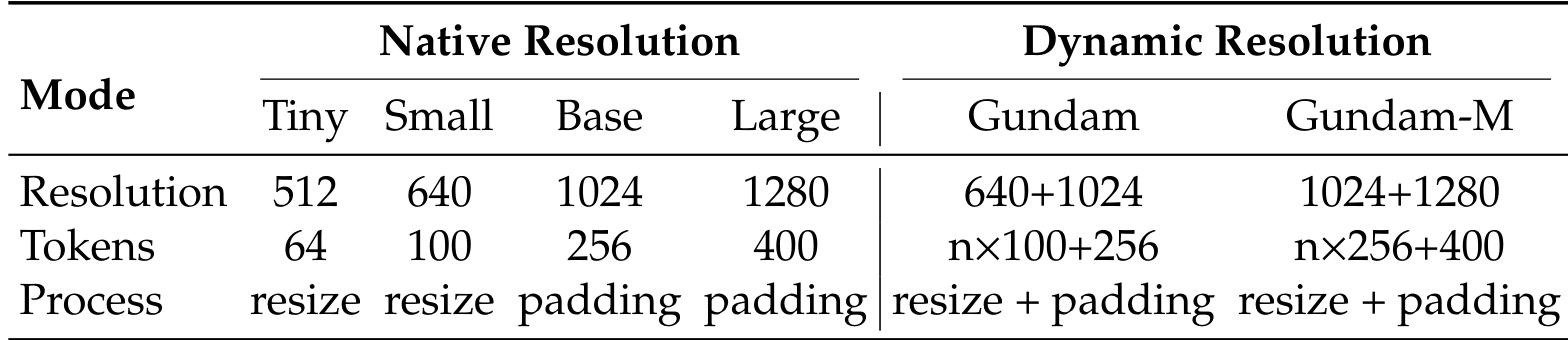 Native Resolution Dynamic Resolution
Mode
Tiny Small Base Large Gundam Gundam-M
Resolution 512 640 1024 1280 640+1024 1024+1280
Tokens 64 100 256 400 n×100+256 n×256+400
Process resize resize padding padding resize + padding resize + padding